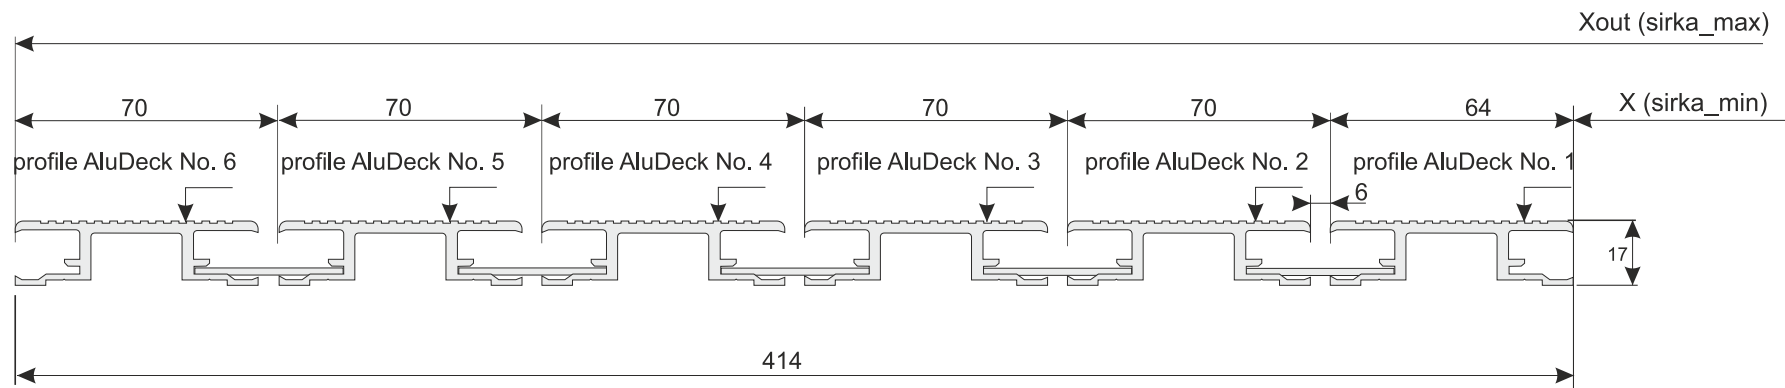 Xout (sirka_max)
70 70 70 70 70 64 X (sirka_min)
profile AluDeck No. 6 profile AluDeck No. 5 profile AluDeck No. 4 profile AluDeck No. 3 profile AluDeck No. 2 profile AluDeck No. 1
6
17
414